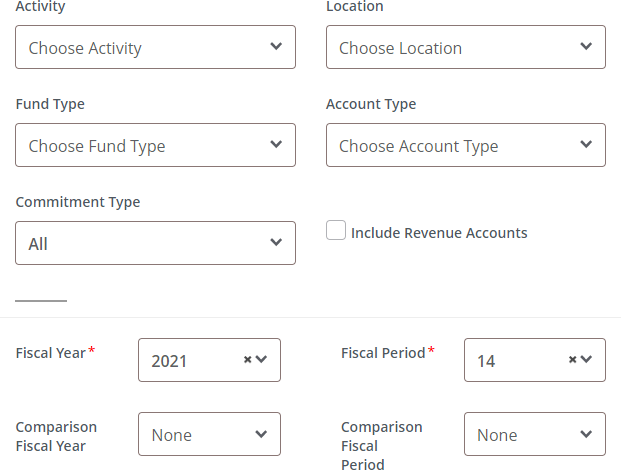 Activity
Location
Choose Activity
Choose Location
Fund Type
Account Type
Choose Fund Type
Choose Account Type
Commitment Type
All
Include Revenue Accounts
Fiscal Year*
2021
Fiscal Period*
14
Comparison
Fiscal Year
None
Comparison
Fiscal
Period
None